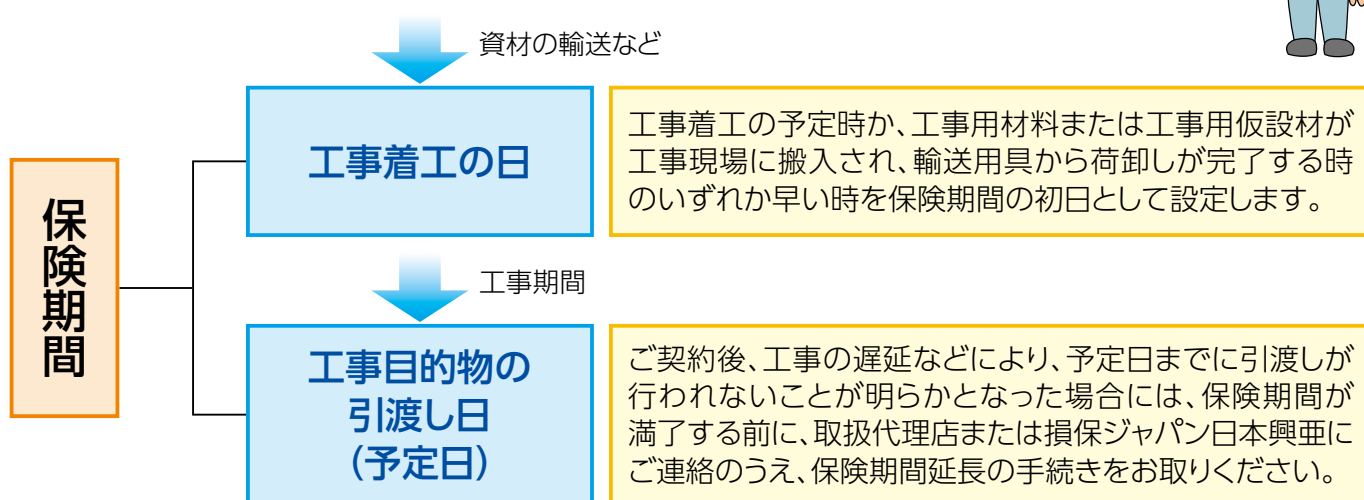 資材の輸送など
保険期間
工事着工の日
工事着工の予定時か、工事用材料または工事用仮設材が
工事現場に搬入され、輸送用具から荷卸しが完了する時
のいずれか早い時を保険期間の初日として設定します。
工事期間
工事目的物の
引渡し日
(予定日)
ご契約後、工事の遅延などにより、予定日までに引渡しが
行われないことが明らかとなった場合には、保険期間が
満了する前に、取扱代理店または損保ジャパン日本興亜に
ご連絡のうえ、保険期間延長の手続きをお取りください。